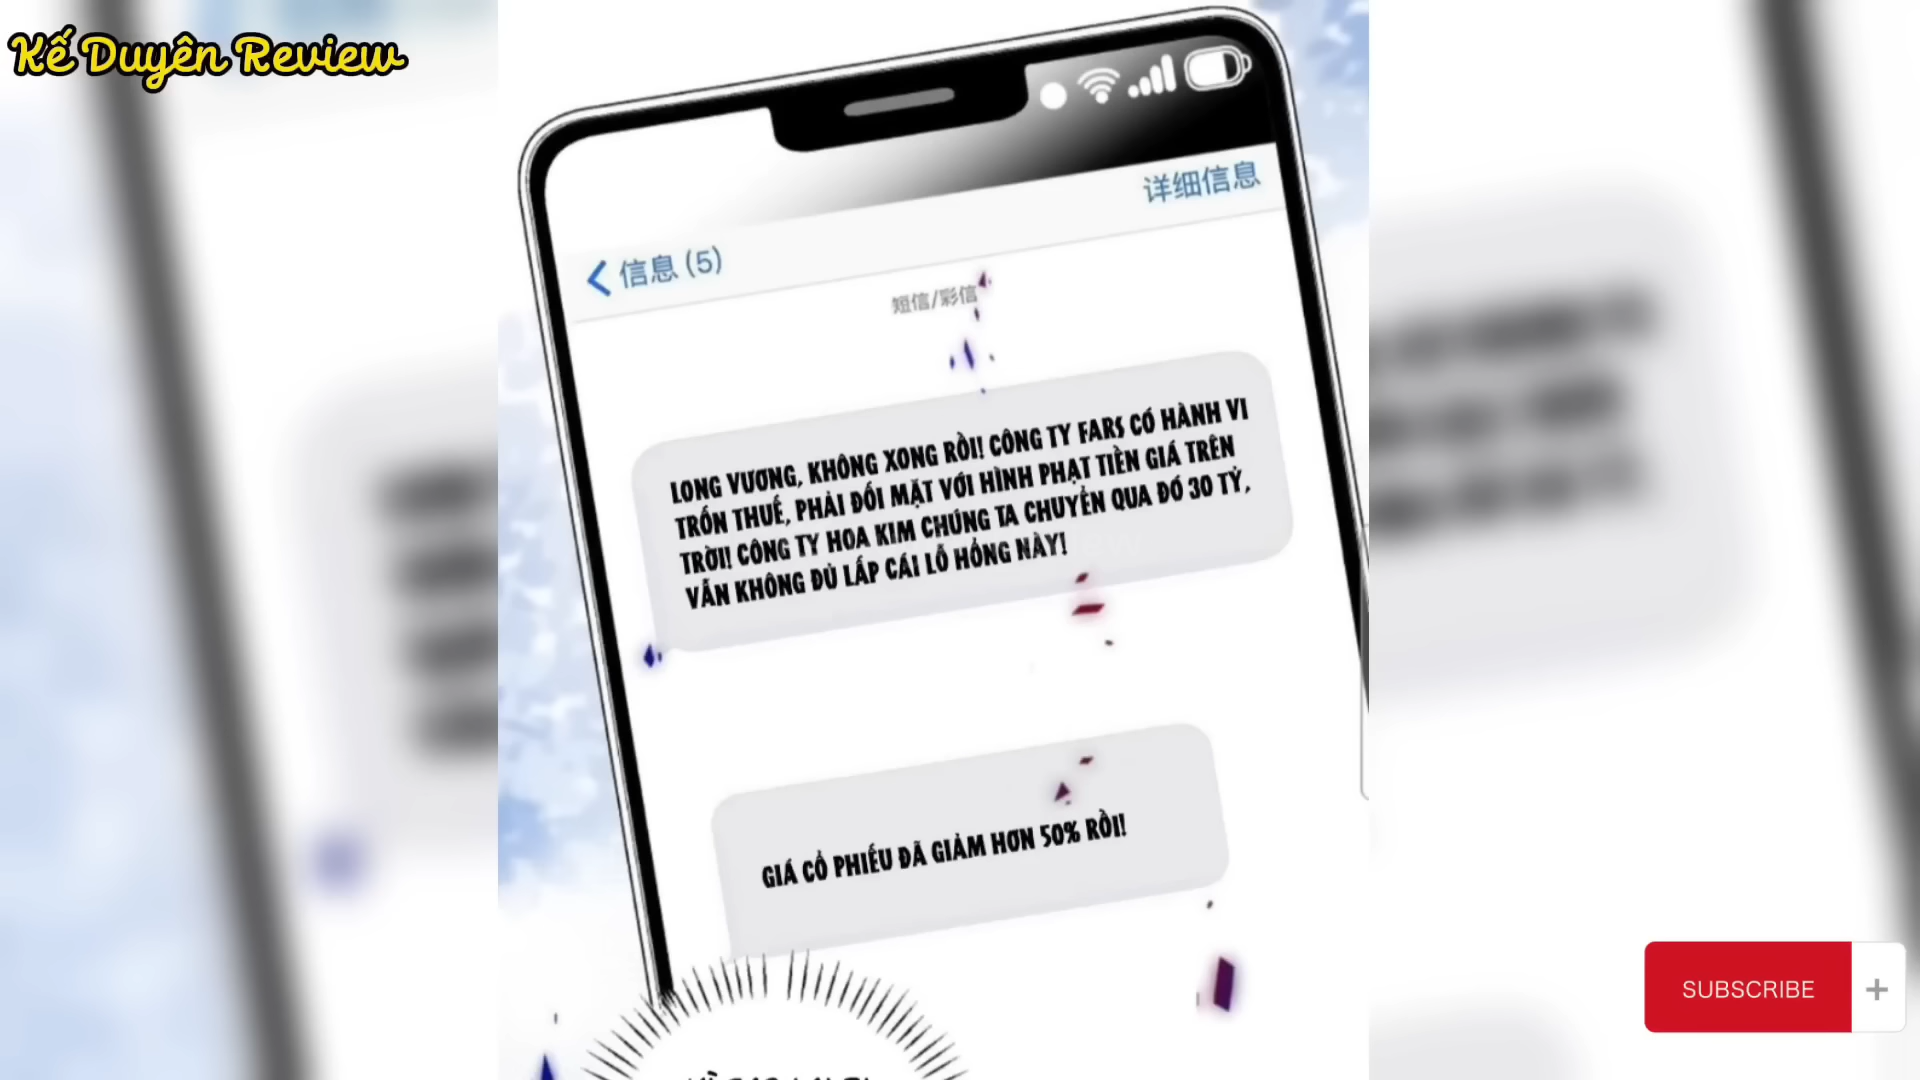 Kế Duyên Review
详细信息
信息 (5)
短信/彩信
LONG VƯƠNG, KHÔNG XONG RỒI! CÔNG TY FARS CÓ HÀNH VI
TRỐN THUẾ, PHẢI ĐỐI MẶT VỚI HÌNH PHẠT TIỀN GIÁ TRÊN
TRỜI! CÔNG TY HOA KIM CHÚNG TA CHUYỂN QUA ĐÓ 30 TỶ,
VẪN KHÔNG ĐỦ LẤP CÁI LỖ HỔNG NÀY!
GIÁ CỔ PHIẾU ĐÃ GIẢM HƠN 50% RỒI!
SUBSCRIBE +